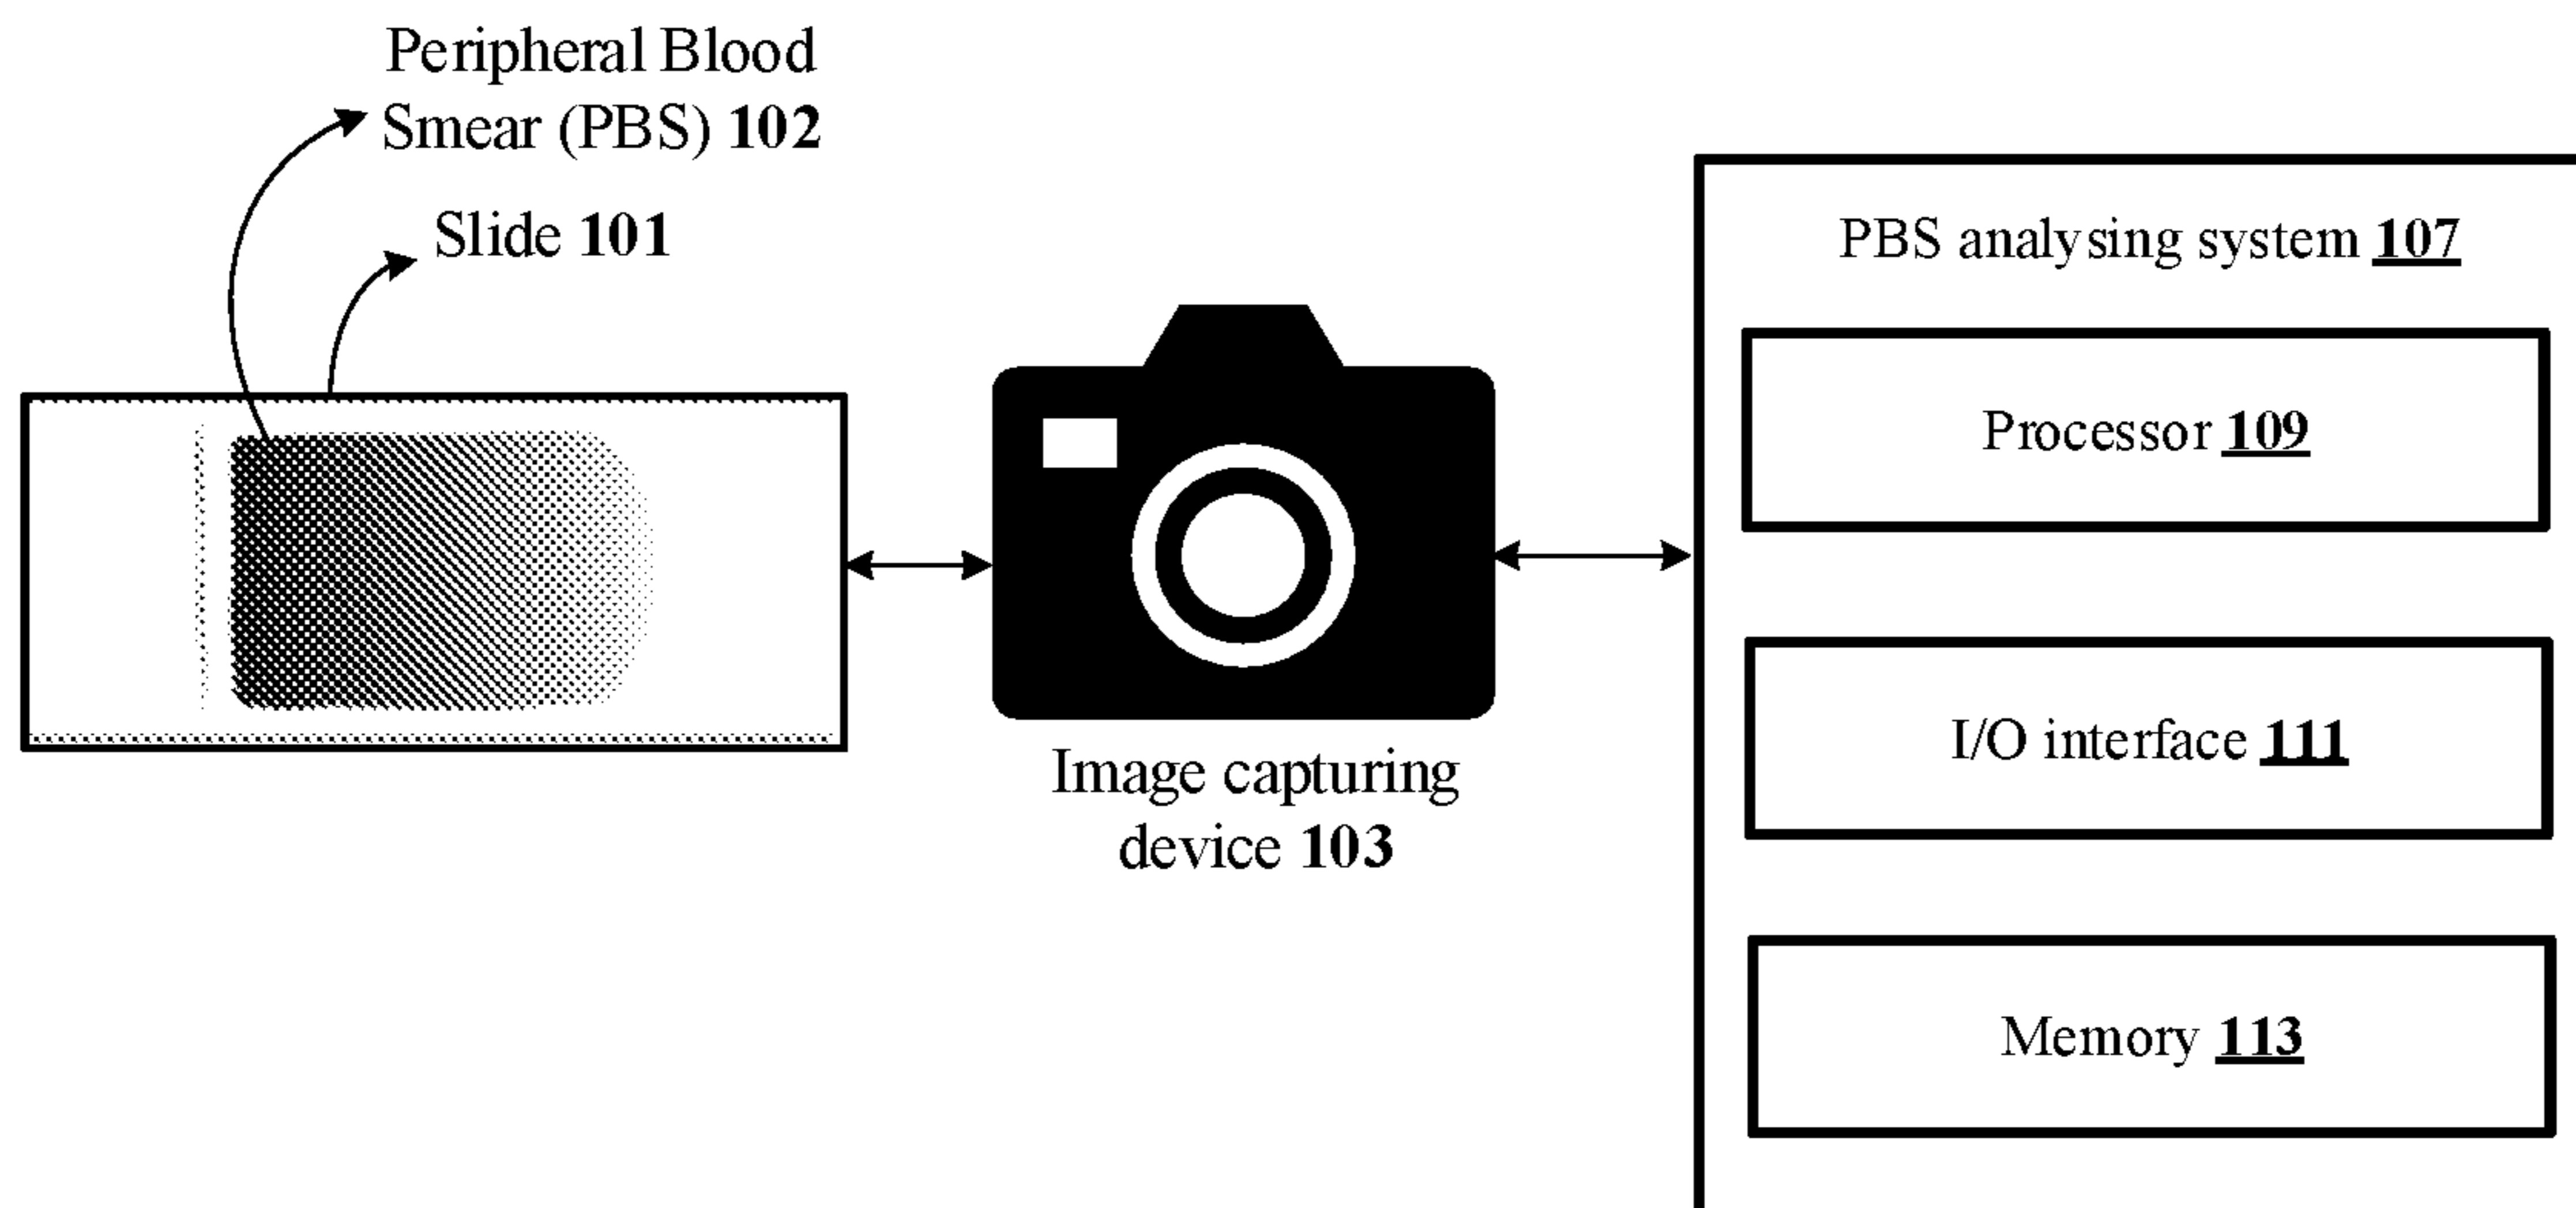 Peripheral Blood
Smear (PBS) 102
Slide 101
Image capturing
device 103
PBS analysing system 107
Processor 109
I/O interface 111
Memory 113